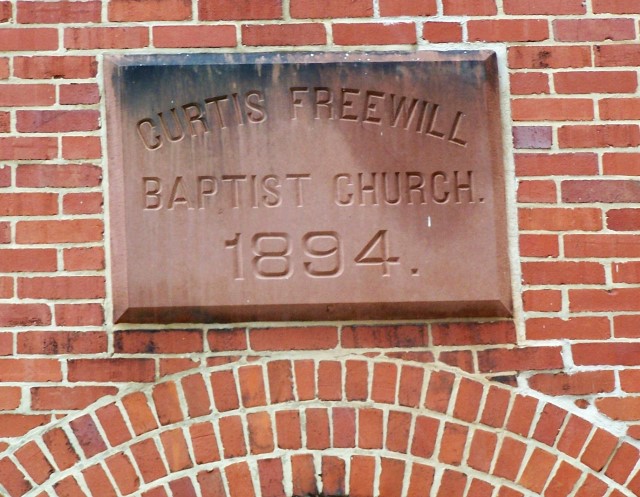 CURTIS FREEWILL
BAPTIST CHURCH.
1894.